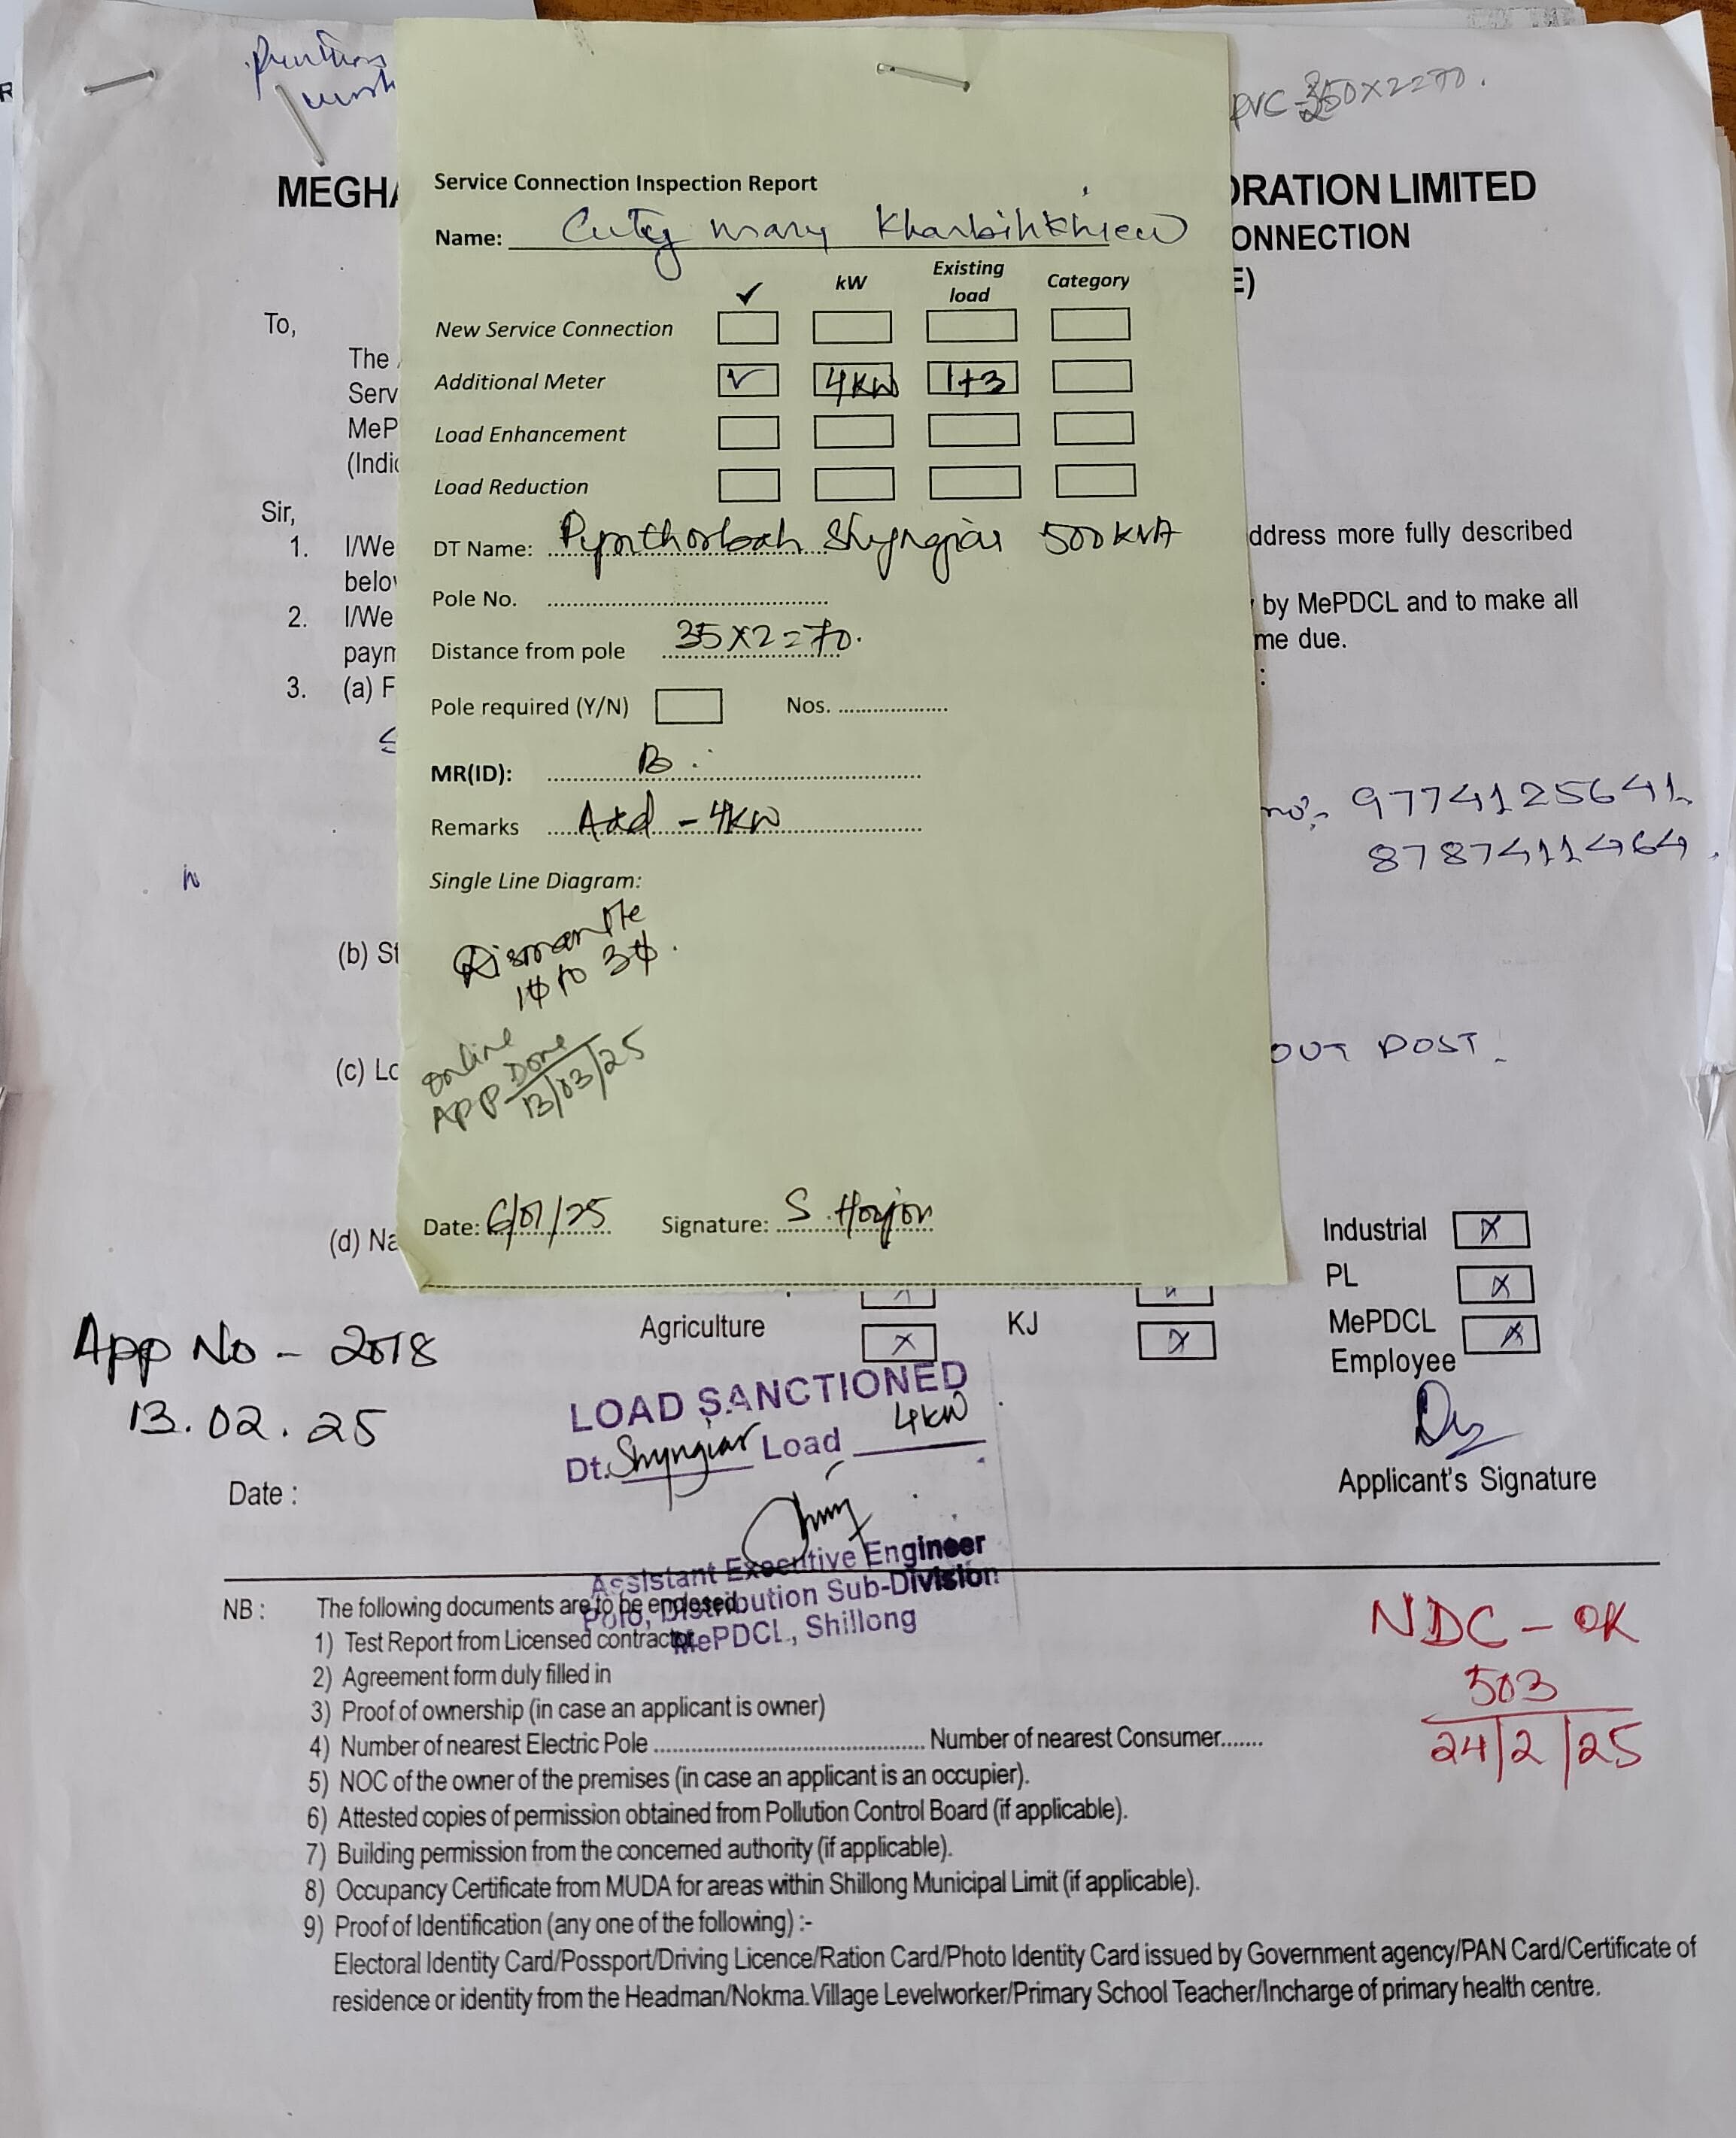 PVC-350x2=70.
MEGHA
ORATION LIMITED
ONNECTION
E)
Service Connection Inspection Report
Name: Cuty mary Kharbihkhiew
✓ kW Existing load Category
New Service Connection
Additional Meter ✓ 4KW 1+3
Load Enhancement
Load Reduction
DT Name: Pynthorbah Shyngiar 500 KVA
Pole No.
Distance from pole 35x2=70.
Pole required (Y/N) Nos.
MR(ID): B.
Remarks Add - 4KW
Single Line Diagram:
Dismantle
1ф to 3ф.
Online
APP Done
13/03/25
Date: 6/01/25 Signature: S
To,
The
Serv
MeP
(Indic
Sir,
1. I/We
ddress more fully described
below
2. I/We
by MePDCL and to make all
paym
me due.
3. (a) F
:
no:- 9774125641
8787411464
(b) St
(c) Lo
OUT POST.
(d) Na
Industrial X
PL X
Agriculture X KJ X MePDCL X
Employee
App No - 2018
13.02.25
LOAD SANCTIONED
Dt. Shyngiar Load 4KW
Date :
Applicant's Signature
Assistant Executive Engineer
Polo, Distribution Sub-Division
MePDCL, Shillong
NB : The following documents are to be enclosed
1) Test Report from Licensed contractor
2) Agreement form duly filled in
3) Proof of ownership (in case an applicant is owner)
4) Number of nearest Electric Pole ............................................ Number of nearest Consumer.......
5) NOC of the owner of the premises (in case an applicant is an occupier).
6) Attested copies of permission obtained from Pollution Control Board (if applicable).
7) Building permission from the concerned authority (if applicable).
8) Occupancy Certificate from MUDA for areas within Shillong Municipal Limit (if applicable).
9) Proof of Identification (any one of the following) :-
Electoral Identity Card/Possport/Driving Licence/Ration Card/Photo Identity Card issued by Government agency/PAN Card/Certificate of
residence or identity from the Headman/Nokma.Village Levelworker/Primary School Teacher/Incharge of primary health centre.
NDC - OK
503
24/2/25